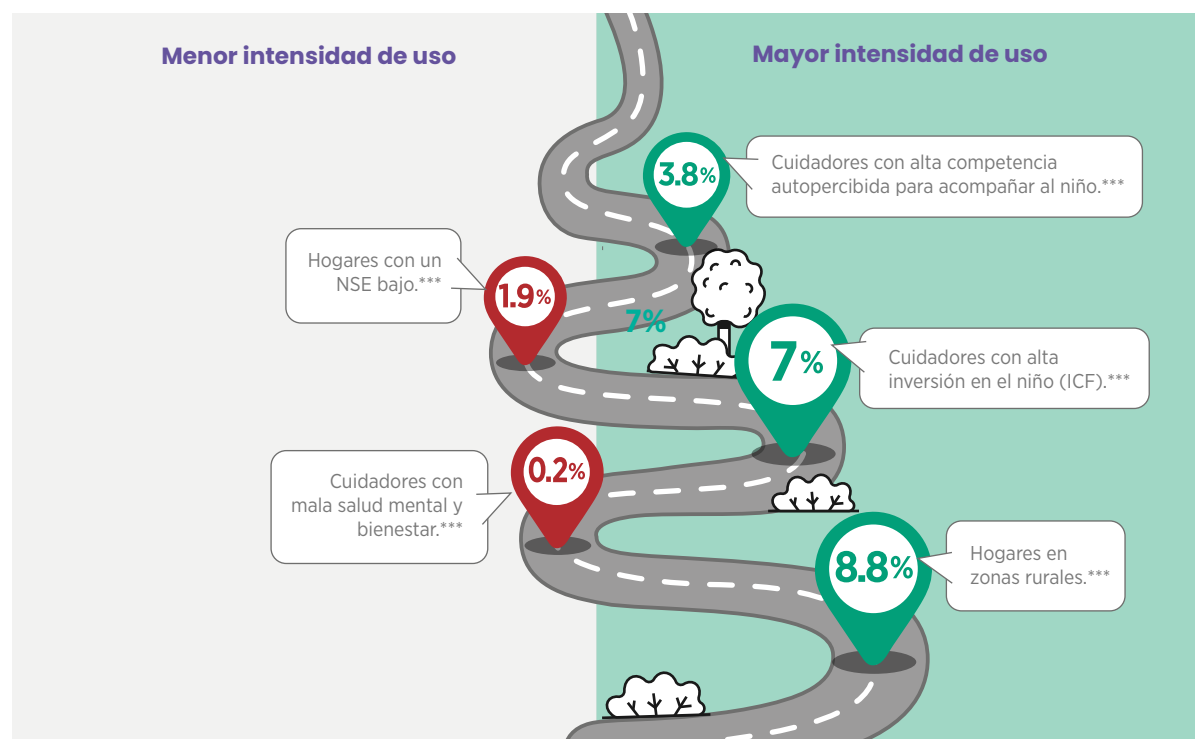 Menor intensidad de uso
Mayor intensidad de uso
3.8%
Cuidadores con alta competencia
autopercibida para acompañar al niño.***
Hogares con un
NSE bajo.***
1.9%
7%
7%
Cuidadores con alta
inversión en el niño (ICF).***
Cuidadores con
mala salud mental y
bienestar.***
0.2%
8.8%
Hogares en
zonas rurales.***